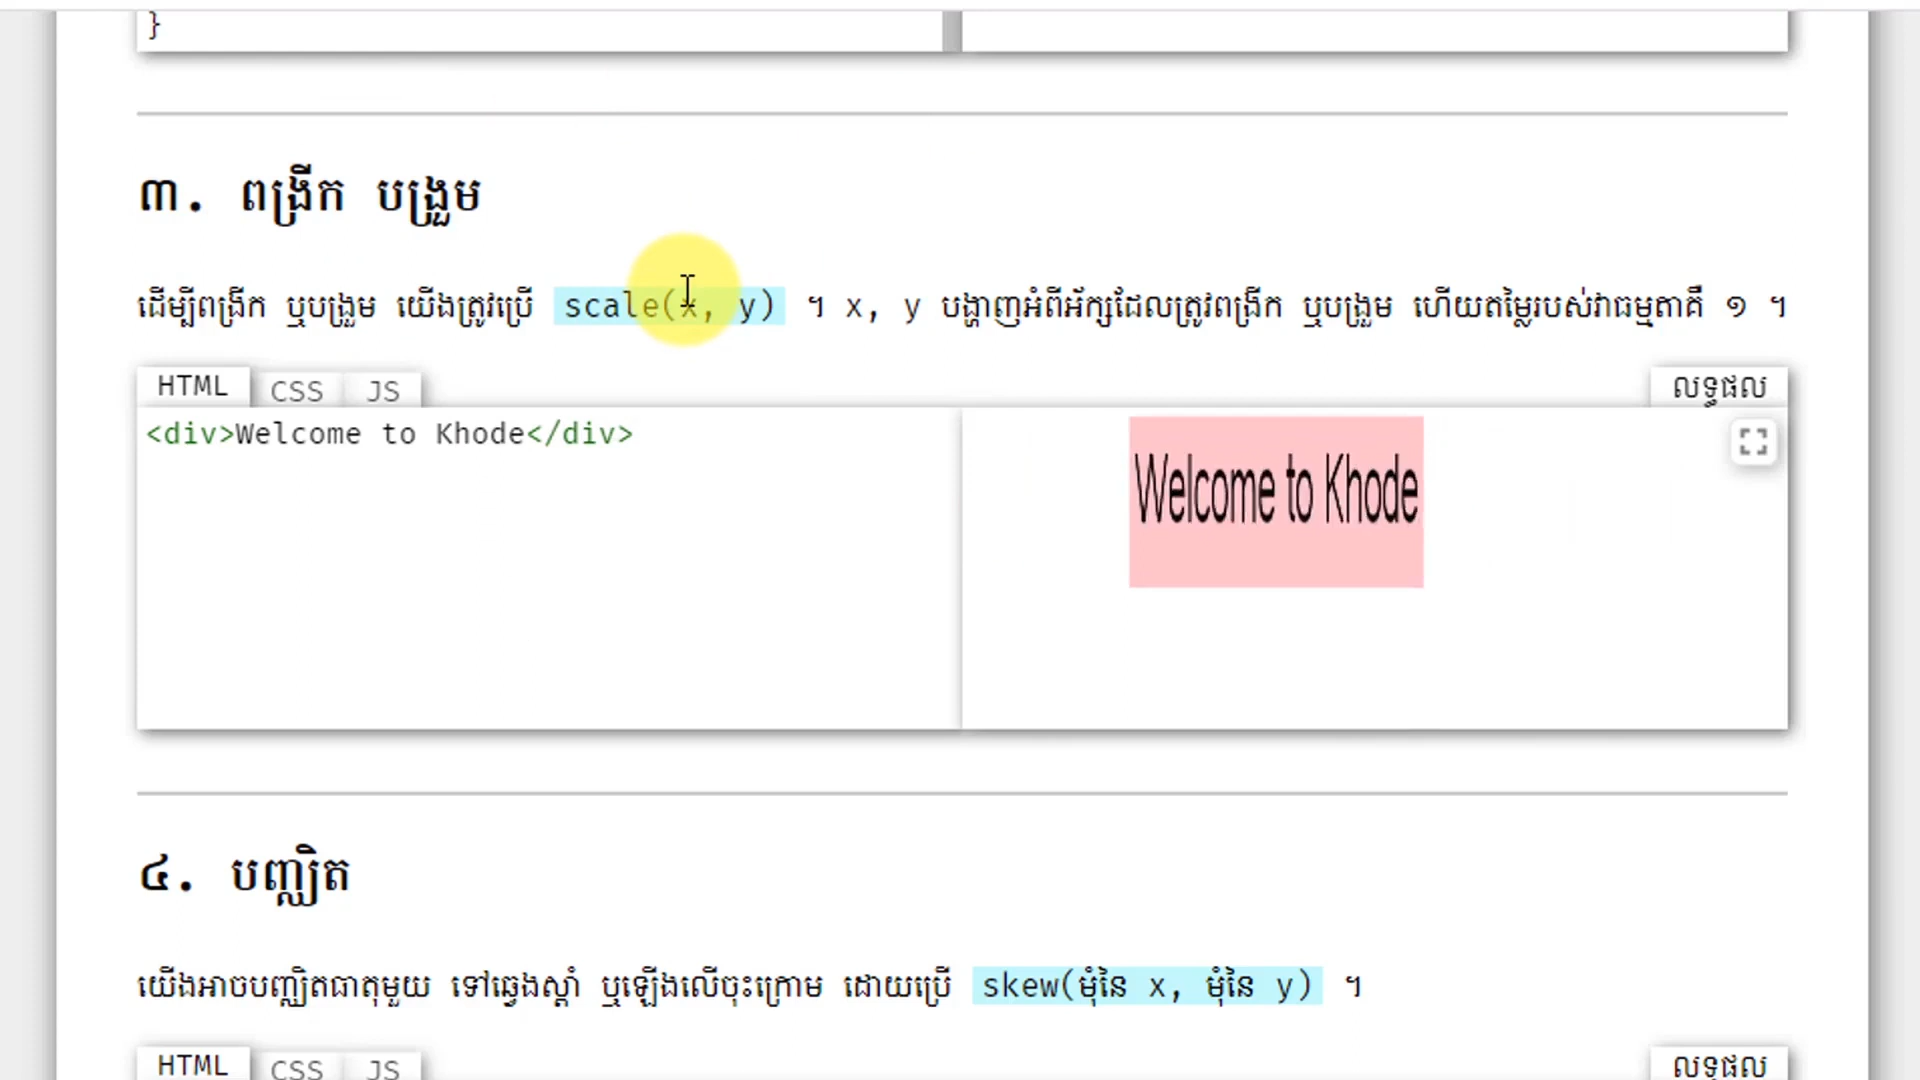 }
៣. ពង្រីក បង្រួម
ដើម្បីពង្រីក ឬបង្រួម យើងត្រូវប្រើ scale(x, y) ។ x, y បង្ហាញអំពីអ័ក្សដែលត្រូវពង្រីក ឬបង្រួម ហើយតម្លៃរបស់វាធម្មតាគឺ ១ ។
HTML CSS JS លទ្ធផល
<div>Welcome to Khode</div>
Welcome to Khode
៤. បញ្ឈិត
យើងអាចបញ្ឈិតធាតុមួយ ទៅឆ្វេងស្ដាំ ឬឡើងលើចុះក្រោម ដោយប្រើ skew(មុំនៃ x, មុំនៃ y) ។
HTML CSS JS លទ្ធផល